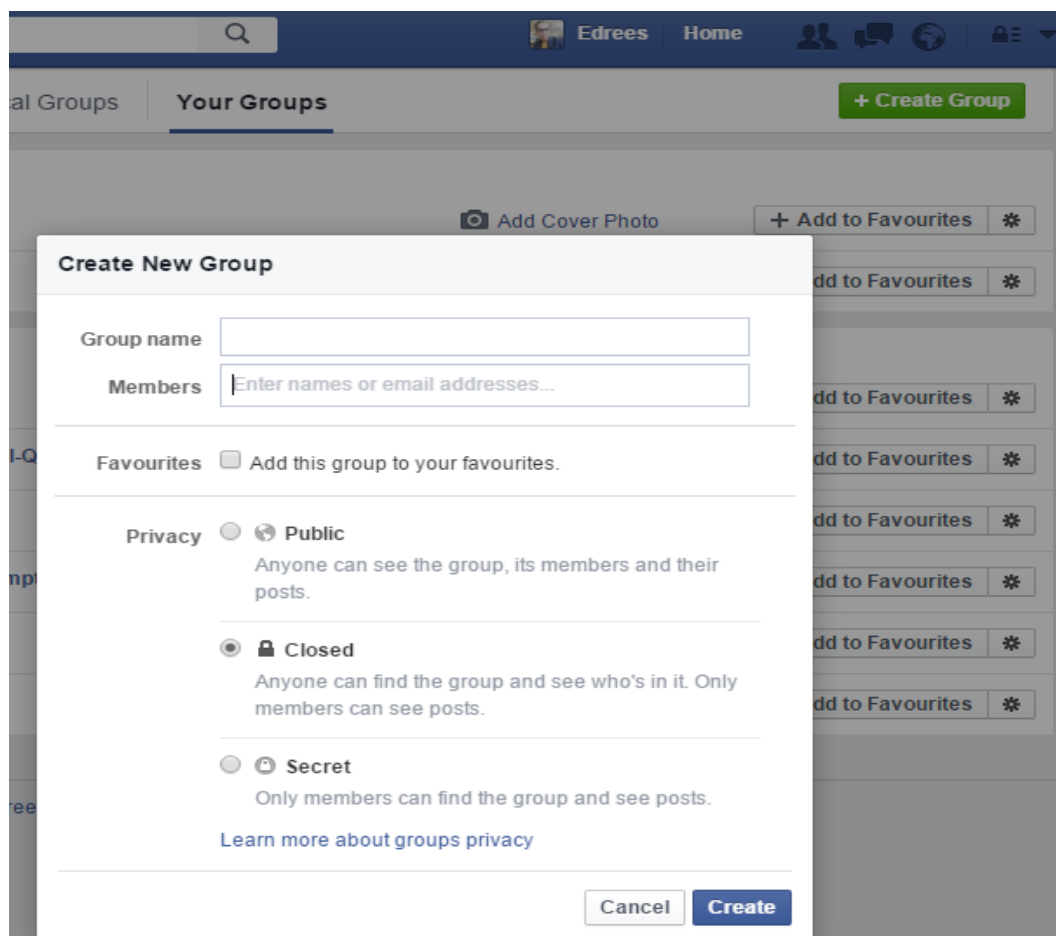 Edrees Home
al Groups Your Groups + Create Group
Add Cover Photo + Add to Favourites
Create New Group
dd to Favourites
Group name
Members Enter names or email addresses...
dd to Favourites
l-Q
Favourites Add this group to your favourites.
dd to Favourites
Privacy Public
dd to Favourites
Anyone can see the group, its members and their
posts.
mpt
dd to Favourites
Closed
dd to Favourites
Anyone can find the group and see who's in it. Only
members can see posts.
dd to Favourites
Secret
Only members can find the group and see posts.
ree
Learn more about groups privacy
Cancel Create